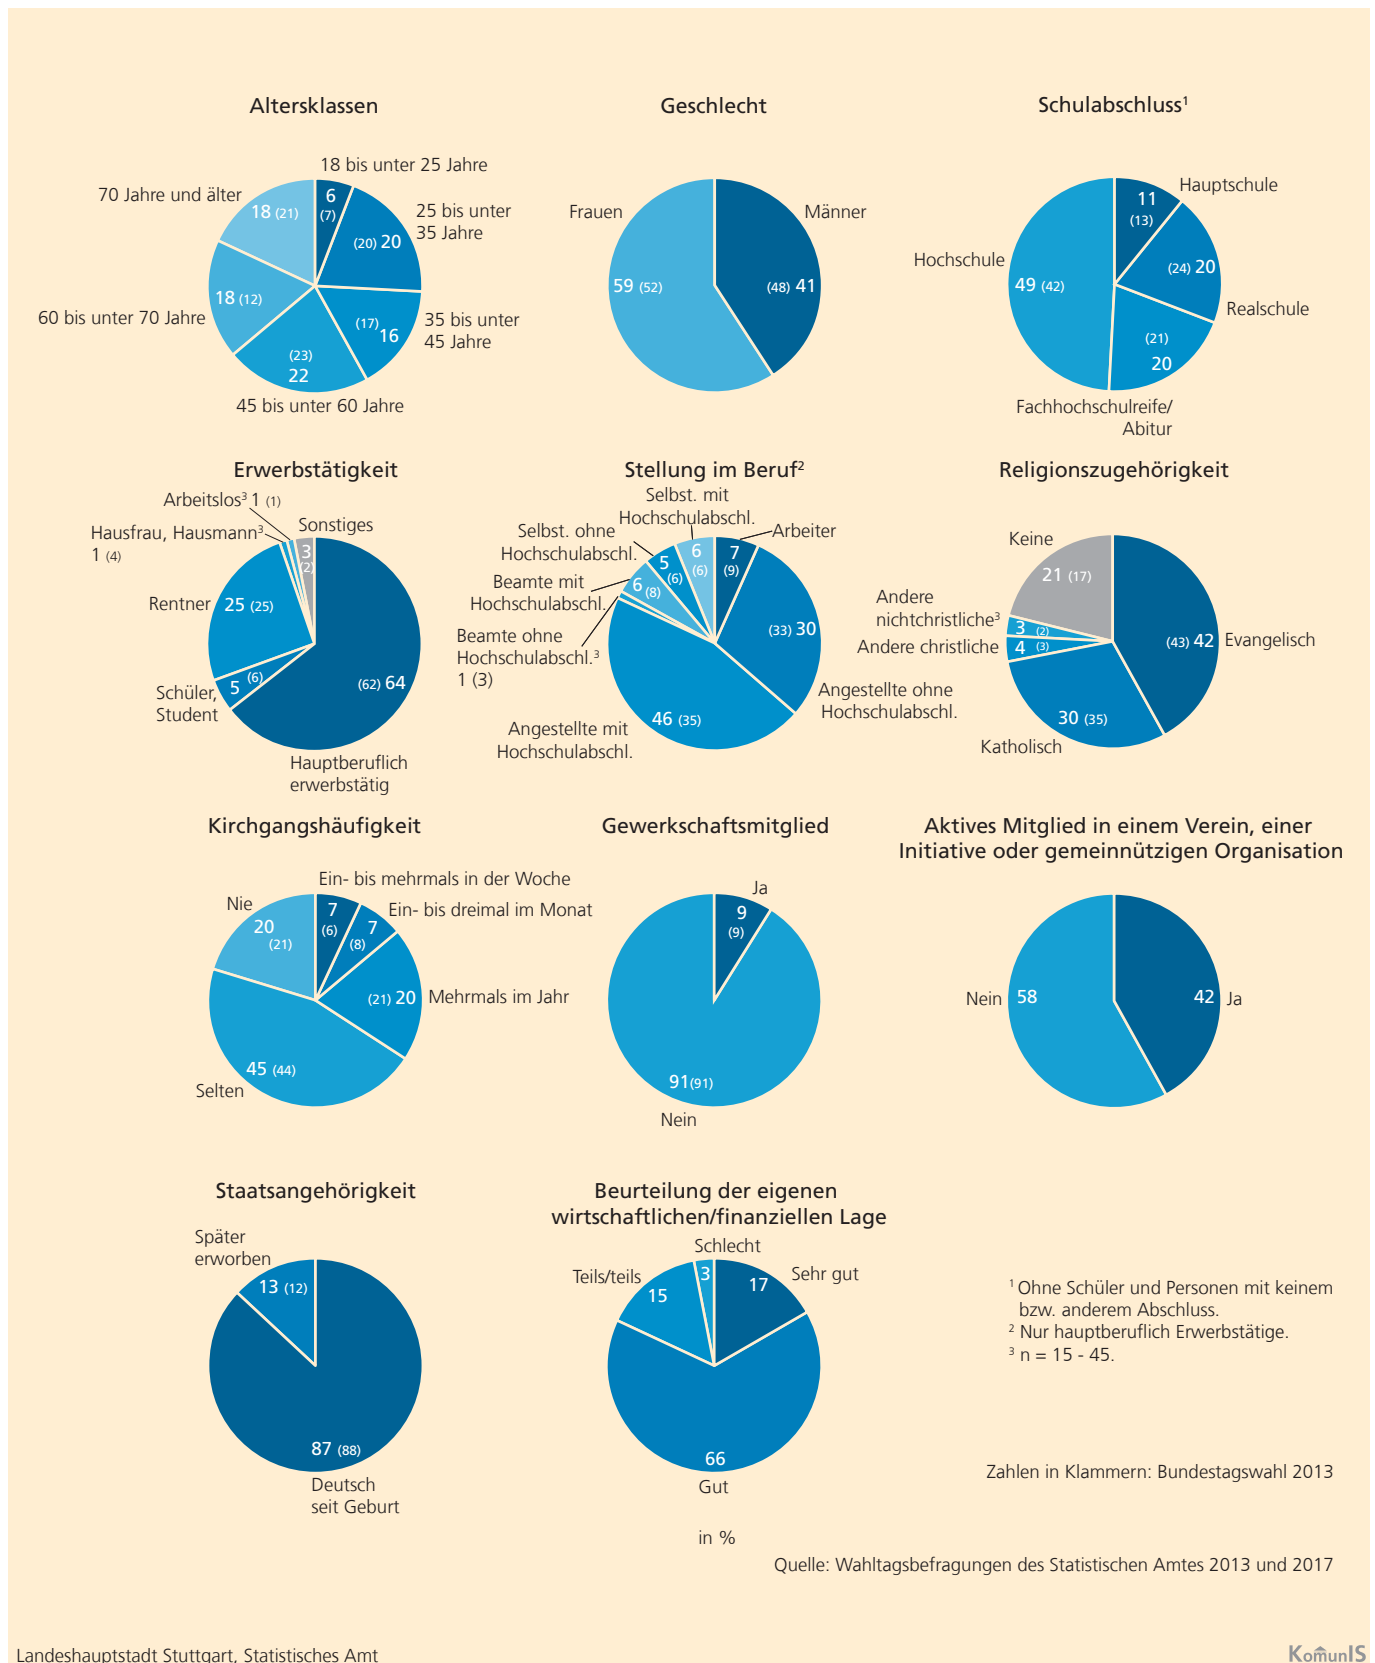 Altersklassen
18 bis unter 25 Jahre
6
(7)
25 bis unter
35 Jahre
(20) 20
35 bis unter
45 Jahre
(17)
16
45 bis unter 60 Jahre
(23)
22
60 bis unter 70 Jahre
18 (12)
70 Jahre und älter
18 (21)
Geschlecht
Frauen
59 (52)
Männer
(48) 41
Schulabschluss¹
Hauptschule
11
(13)
Realschule
(24) 20
Fachhochschulreife/
Abitur
(21)
20
Hochschule
49 (42)
Erwerbstätigkeit
Arbeitslos³ 1 (1)
Hausfrau, Hausmann³
1 (4)
Sonstiges
3
(2)
Rentner
25 (25)
Schüler,
Student
5 (6)
(62) 64
Hauptberuflich
erwerbstätig
Stellung im Beruf²
Selbst. mit
Hochschulabschl.
6
(6)
Arbeiter
7
(9)
Selbst. ohne
Hochschulabschl.
5
(6)
Beamte mit
Hochschulabschl.
6 (8)
Beamte ohne
Hochschulabschl.³
1 (3)
(33) 30
Angestellte ohne
Hochschulabschl.
46 (35)
Angestellte mit
Hochschulabschl.
Religionszugehörigkeit
Keine
21 (17)
Andere
nichtchristliche³
3 (2)
Andere christliche
4 (3)
(43) 42
Evangelisch
30 (35)
Katholisch
Kirchgangshäufigkeit
Ein- bis mehrmals in der Woche
7
(6)
Ein- bis dreimal im Monat
7
(8)
Nie
20
(21)
(21) 20
Mehrmals im Jahr
45 (44)
Selten
Gewerkschaftsmitglied
Ja
9
(9)
91(91)
Nein
Aktives Mitglied in einem Verein, einer
Initiative oder gemeinnützigen Organisation
Nein
58
42
Ja
Staatsangehörigkeit
Später
erworben
13 (12)
87 (88)
Deutsch
seit Geburt
Beurteilung der eigenen
wirtschaftlichen/finanziellen Lage
Schlecht
3
Sehr gut
17
Teils/teils
15
66
Gut
¹ Ohne Schüler und Personen mit keinem
bzw. anderem Abschluss.
² Nur hauptberuflich Erwerbstätige.
³ n = 15 - 45.
Zahlen in Klammern: Bundestagswahl 2013
in %
Quelle: Wahltagsbefragungen des Statistischen Amtes 2013 und 2017
Landeshauptstadt Stuttgart, Statistisches Amt
KomunIS